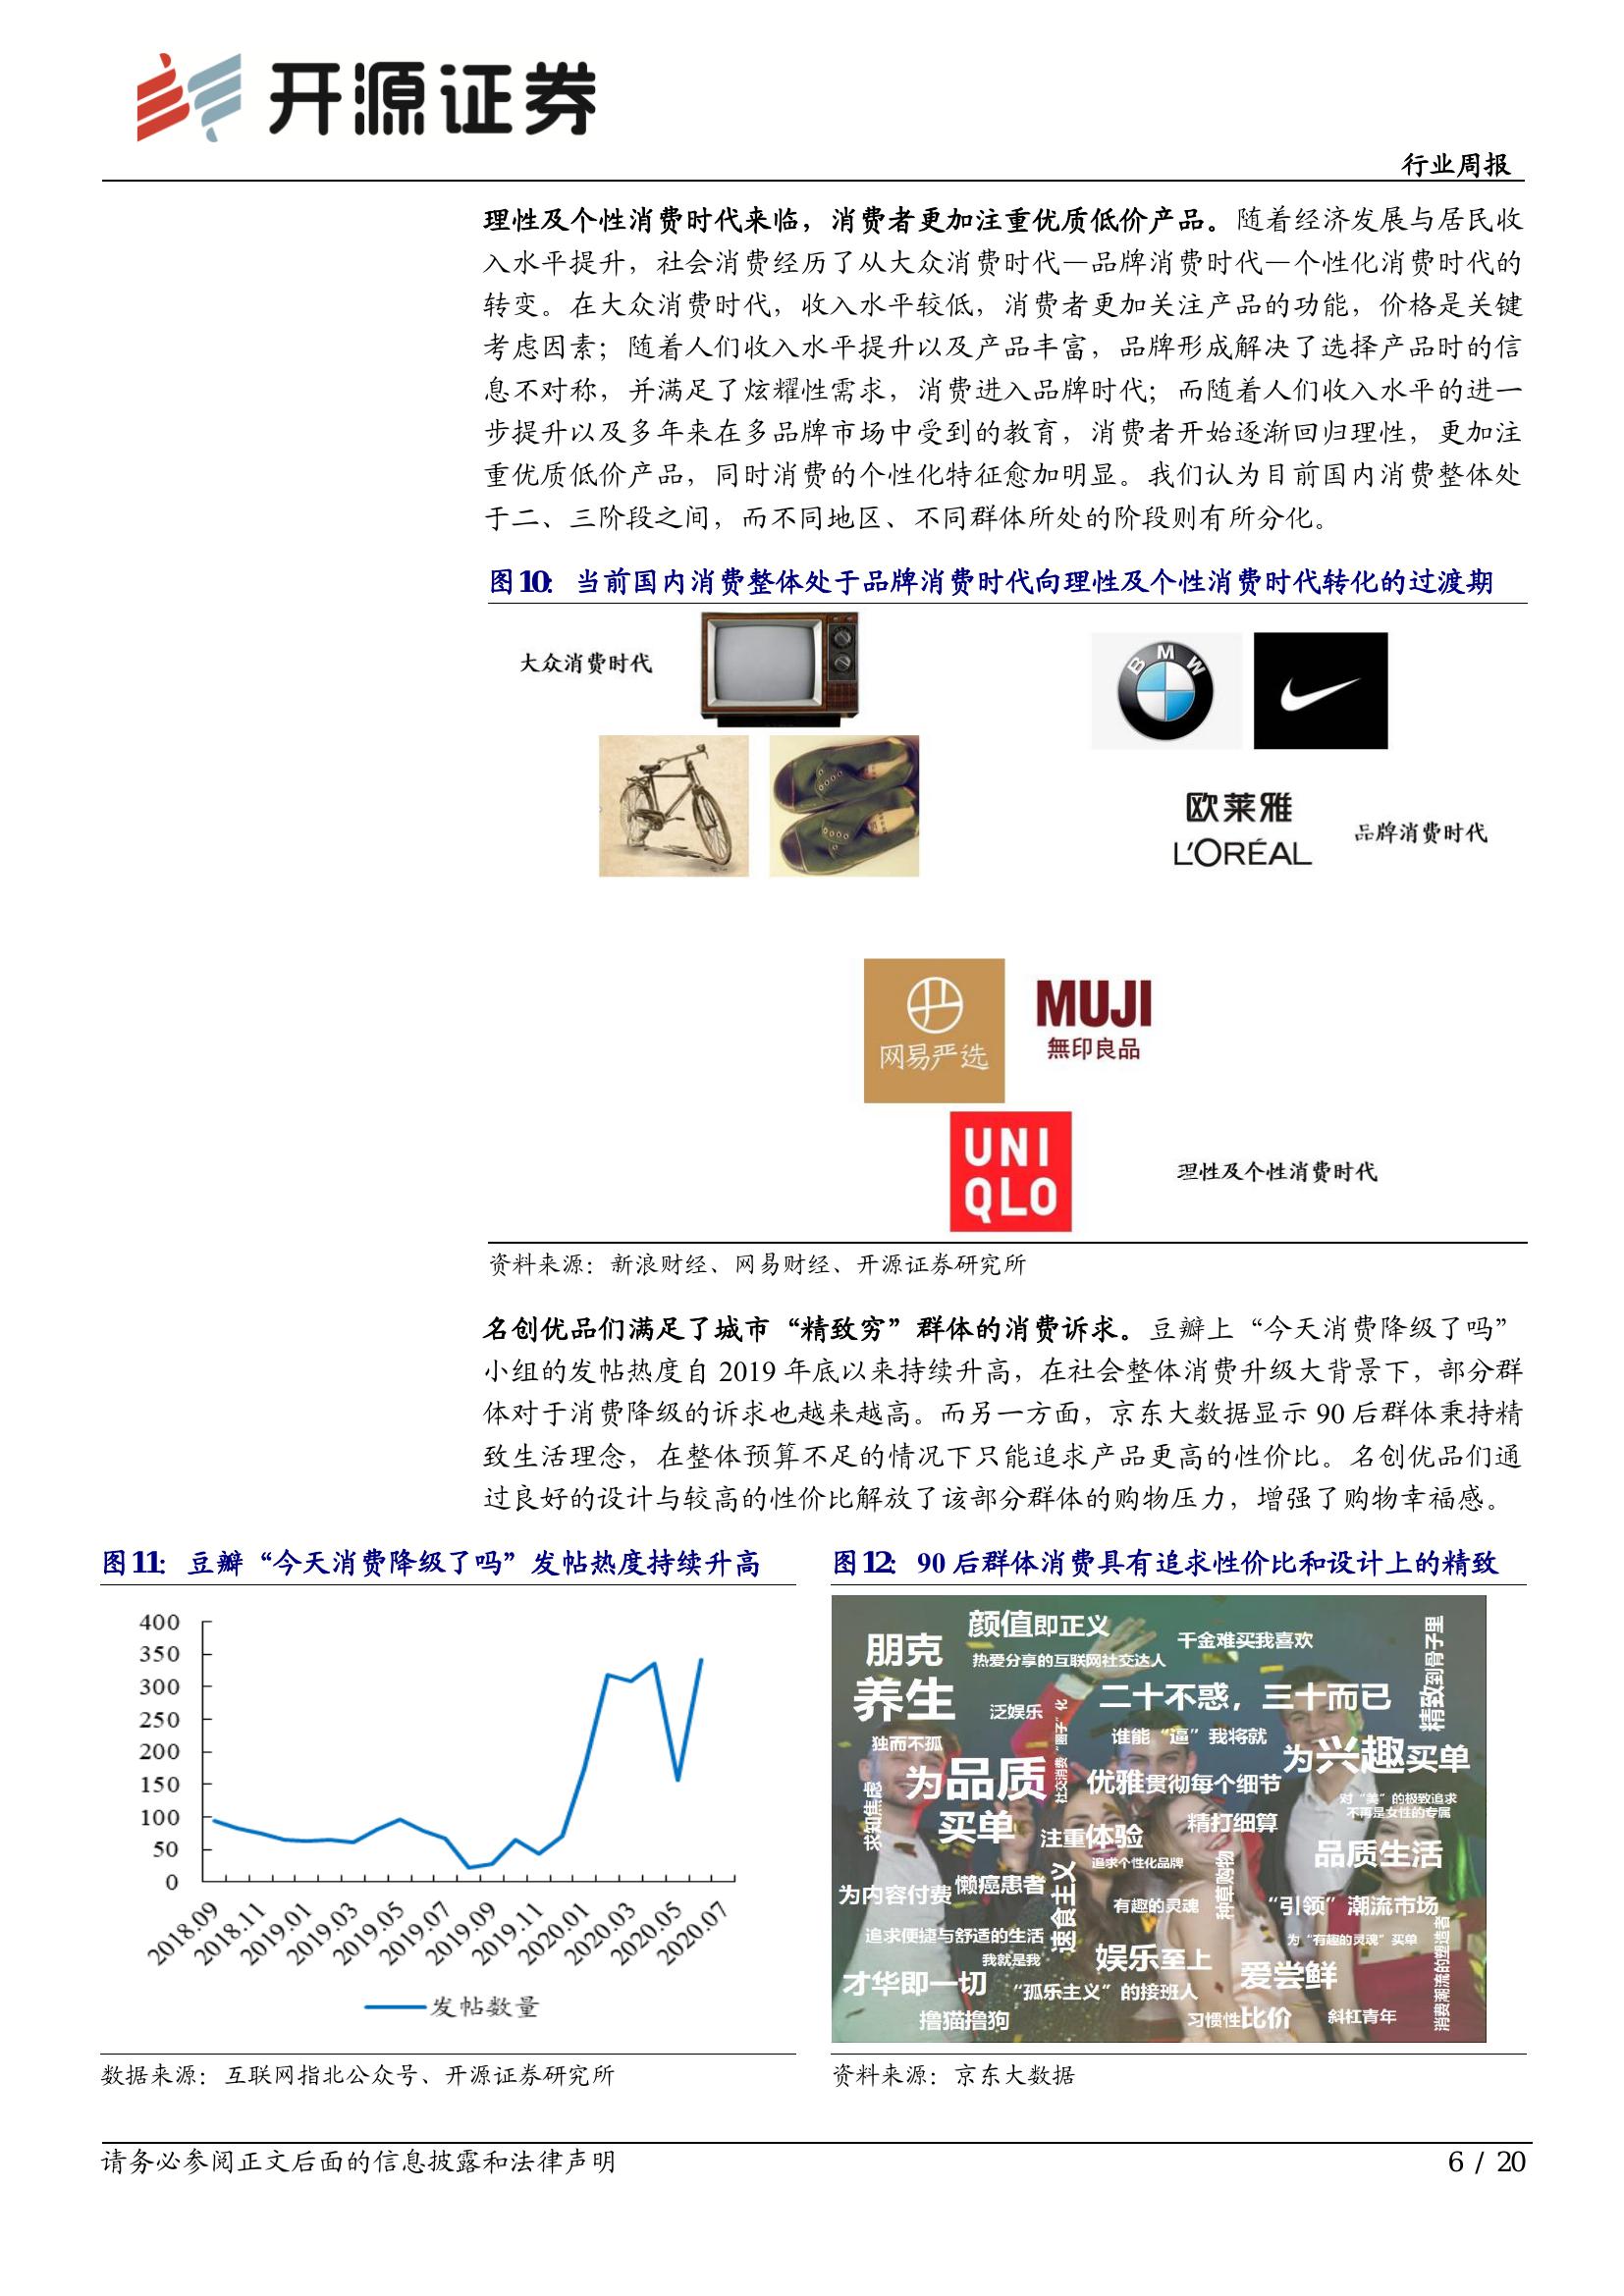 开源证券
行业周报
理性及个性消费时代来临，消费者更加注重优质低价产品。随着经济发展与居民收
入水平提升，社会消费经历了从大众消费时代—品牌消费时代—个性化消费时代的
转变。在大众消费时代，收入水平较低，消费者更加关注产品的功能，价格是关键
考虑因素；随着人们收入水平提升以及产品丰富，品牌形成解决了选择产品时的信
息不对称，并满足了炫耀性需求，消费进入品牌时代；而随着人们收入水平的进一
步提升以及多年来在多品牌市场中受到的教育，消费者开始逐渐回归理性，更加注
重优质低价产品，同时消费的个性化特征愈加明显。我们认为目前国内消费整体处
于二、三阶段之间，而不同地区、不同群体所处的阶段则有所分化。
图10：当前国内消费整体处于品牌消费时代向理性及个性消费时代转化的过渡期
大众消费时代
BMW
欧莱雅
L'ORÉAL
品牌消费时代
网易严选
MUJI
無印良品
UNI
QLO
理性及个性消费时代
资料来源：新浪财经、网易财经、开源证券研究所
名创优品们满足了城市“精致穷”群体的消费诉求。豆瓣上“今天消费降级了吗”
小组的发帖热度自 2019 年底以来持续升高，在社会整体消费升级大背景下，部分群
体对于消费降级的诉求也越来越高。而另一方面，京东大数据显示 90 后群体秉持精
致生活理念，在整体预算不足的情况下只能追求产品更高的性价比。名创优品们通
过良好的设计与较高的性价比解放了该部分群体的购物压力，增强了购物幸福感。
图11：豆瓣“今天消费降级了吗”发帖热度持续升高
400
350
300
250
200
150
100
50
0
2018.09
2018.11
2019.01
2019.03
2019.05
2019.07
2019.09
2019.11
2020.01
2020.03
2020.05
2020.07
发帖数量
数据来源：互联网指北公众号、开源证券研究所
图12：90 后群体消费具有追求性价比和设计上的精致
颜值即正义
朋克
养生
千金难买我喜欢
热爱分享的互联网社交达人
精致到骨子里
二十不惑，三十而已
泛娱乐
社交消费“圈子”化
谁能“逼”我将就
独而不孤
为兴趣买单
为品质
买单
优雅贯彻每个细节
求知焦虑
对“美”的极致追求
不再是女性的专属
精打细算
注重体验
品质生活
追求个性化品牌
种草购物
懒癌患者
为内容付费
速食主义
有趣的灵魂
“引领”潮流市场
追求便捷与舒适的生活
为“有趣的灵魂”买单
我就是我
娱乐至上
消费潮流的塑造者
爱尝鲜
才华即一切
“孤乐主义”的接班人
撸猫撸狗
习惯性比价
斜杠青年
资料来源：京东大数据
请务必参阅正文后面的信息披露和法律声明
6 / 20